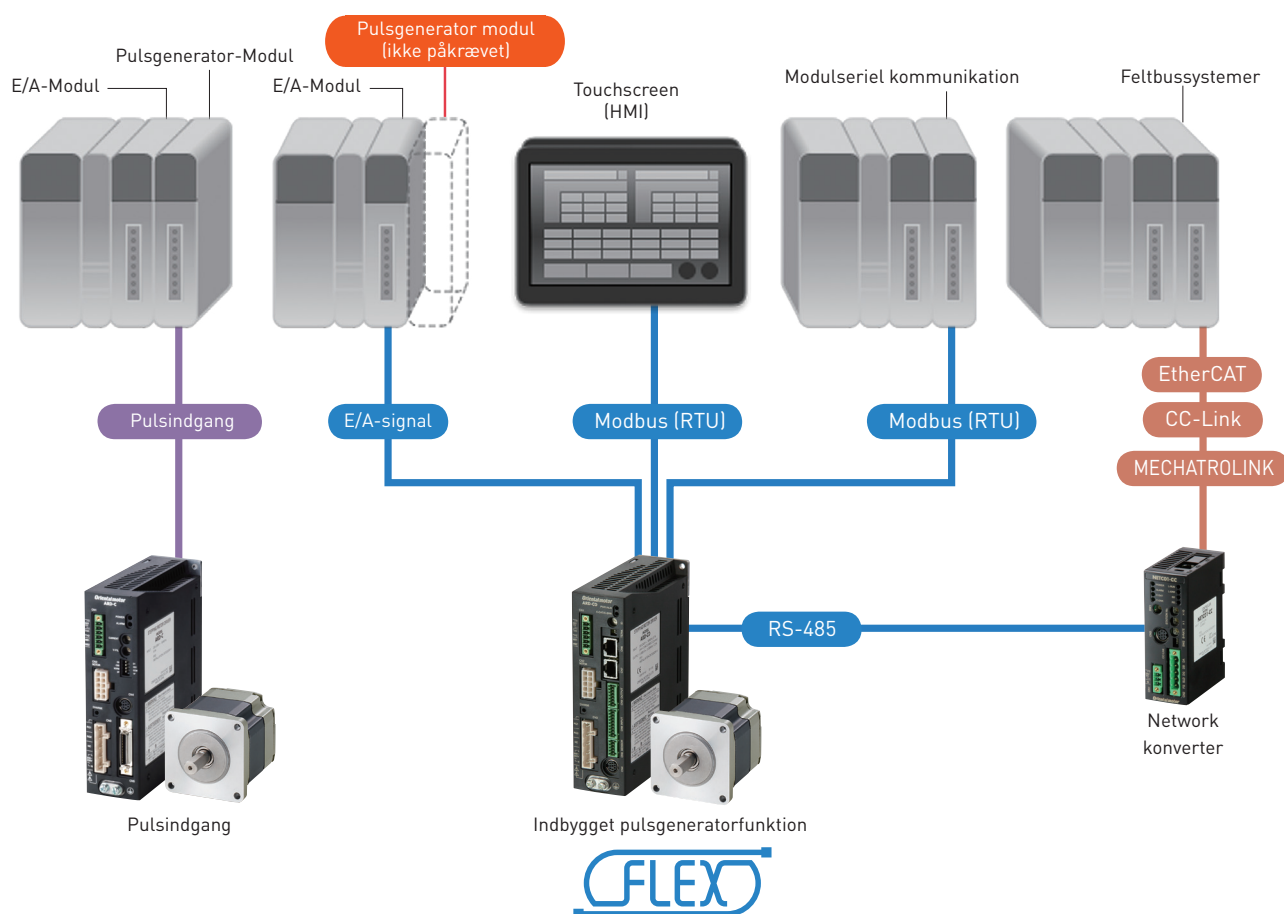 Pulsgenerator modul
(ikke påkrævet)
Pulsgenerator-Modul
E/A-Modul
E/A-Modul
Touchscreen
(HMI)
Modulseriel kommunikation
Feltbussystemer
EtherCAT
Pulsindgang
E/A-signal
Modbus (RTU)
Modbus (RTU)
CC-Link
MECHATROLINK
RS-485
Network
konverter
Pulsindgang
Indbygget pulsgeneratorfunktion
FLEX